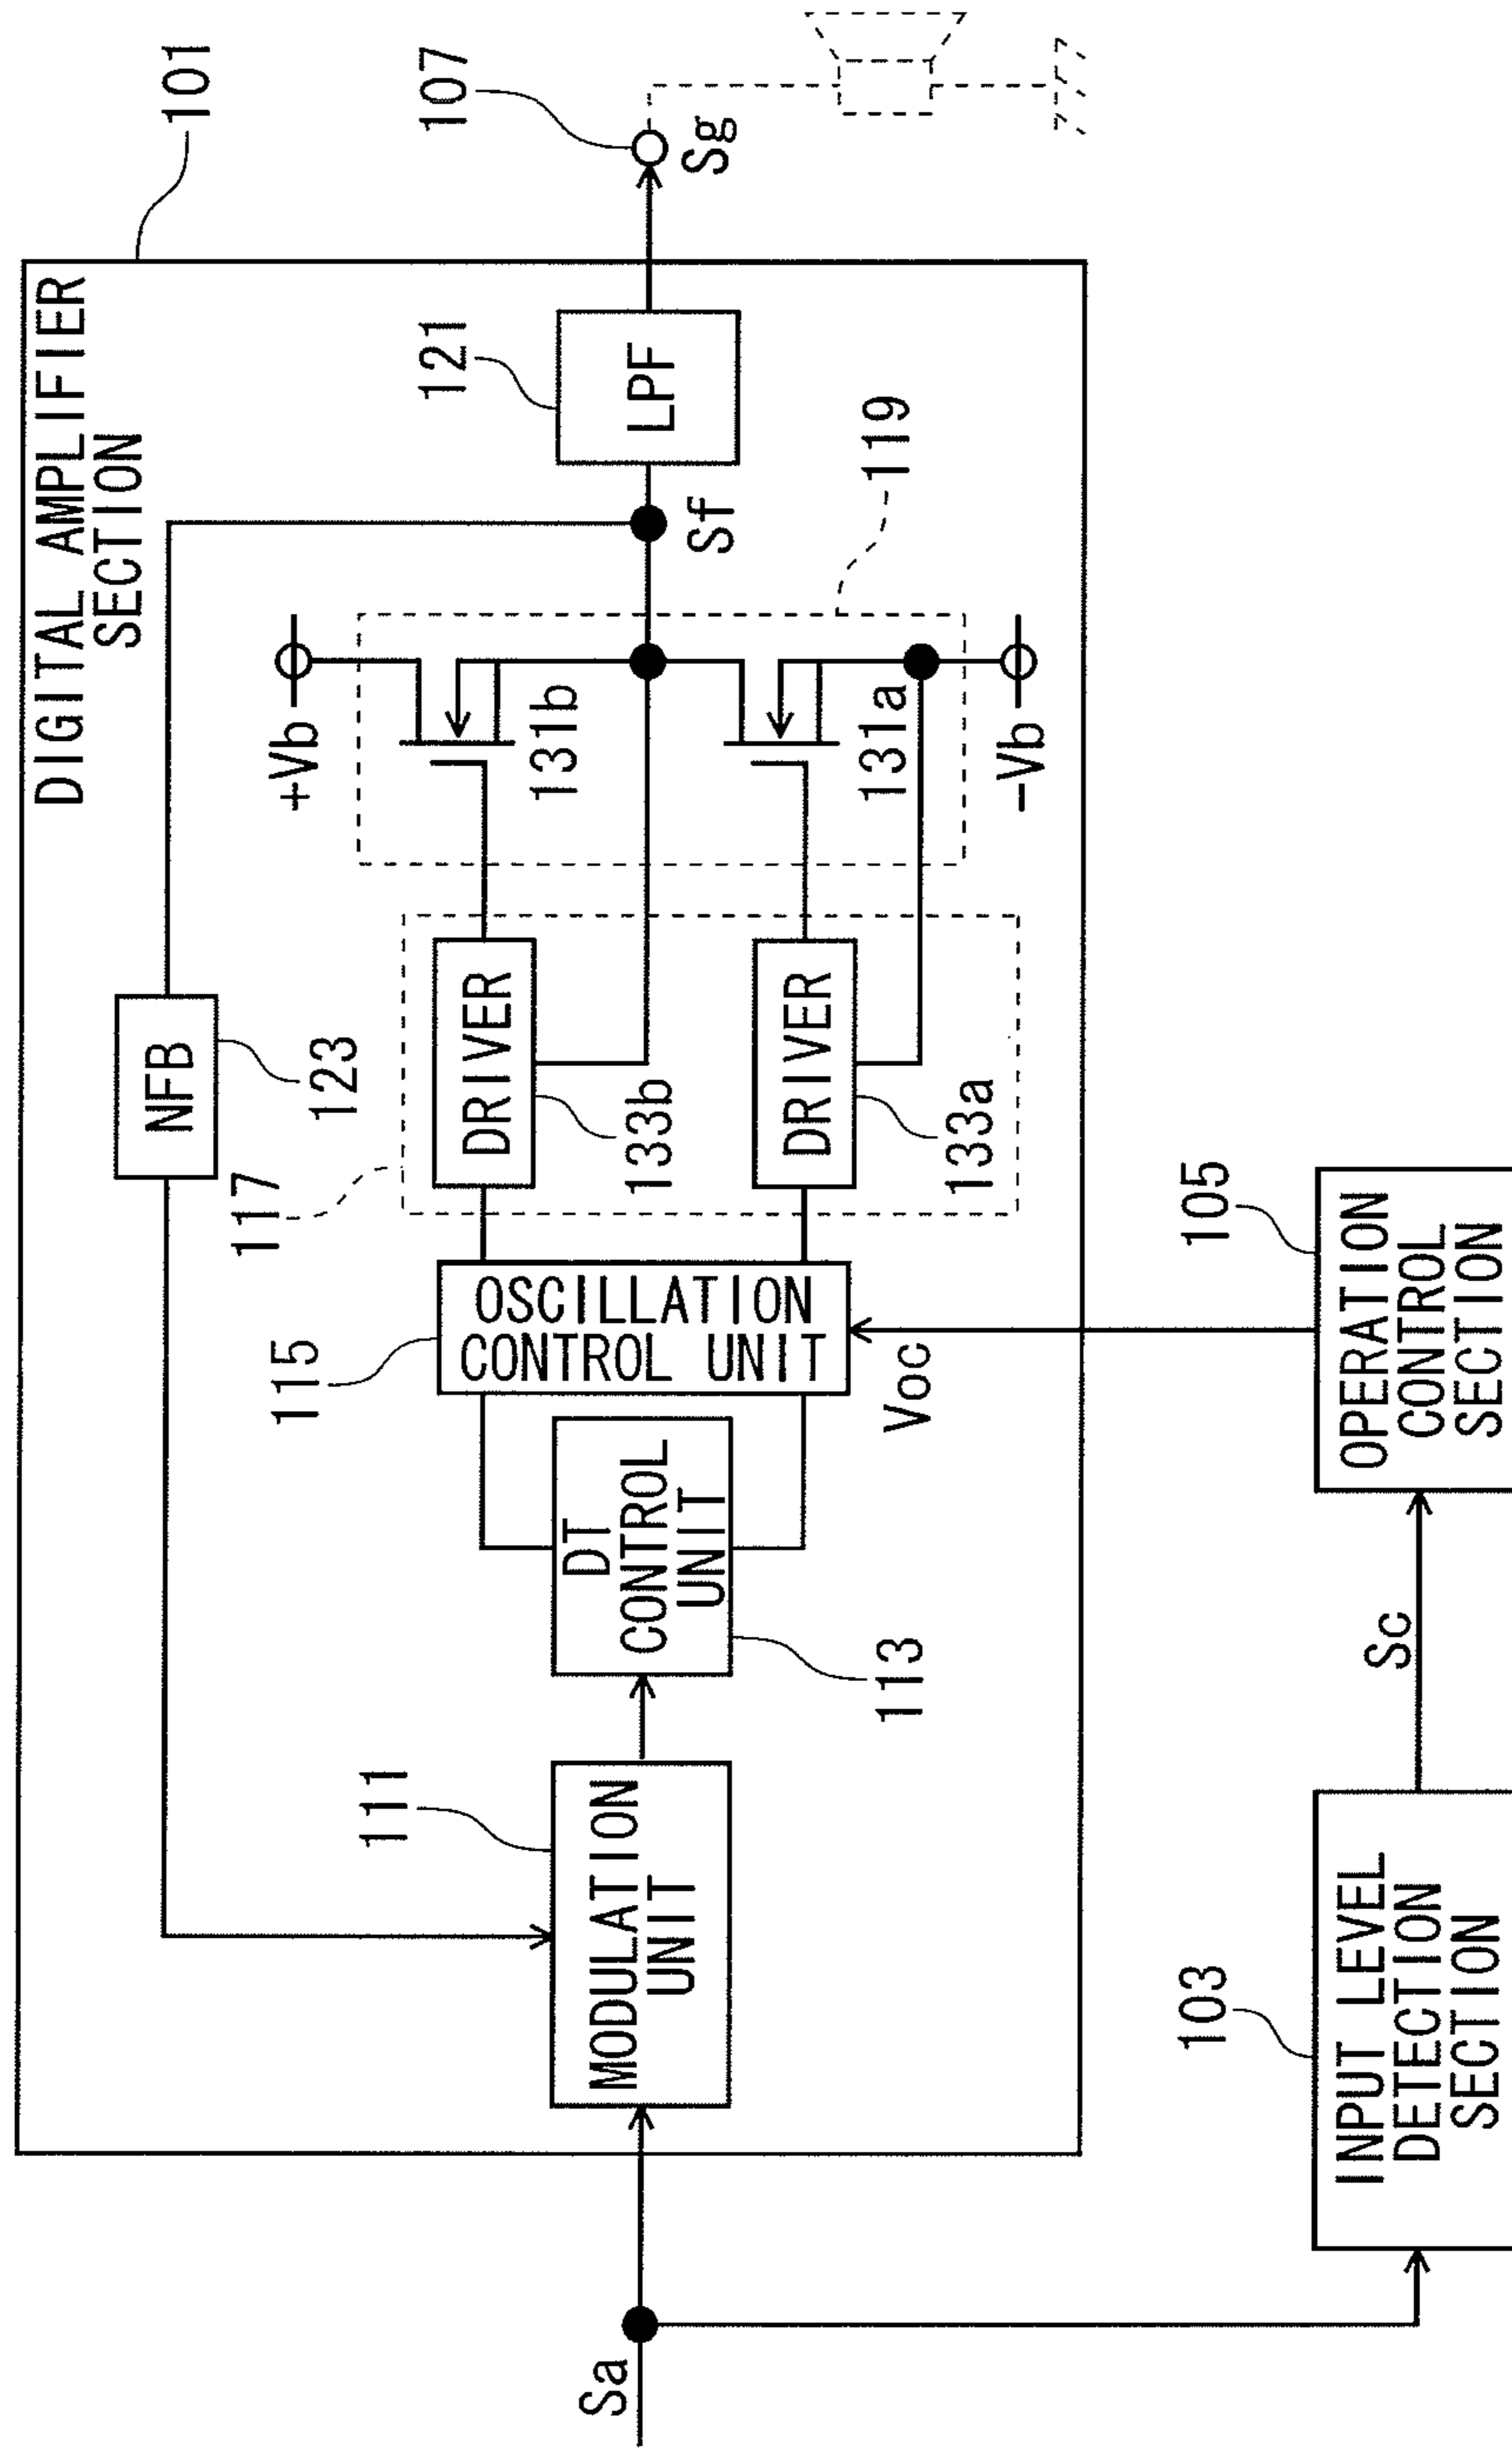 DIGITAL AMPLIFIER
SECTION
101
NFB
123
+Vb
117
111
115
121
107
MODULATION
UNIT
DT
CONTROL
UNIT
113
OSCILLATION
CONTROL UNIT
DRIVER
133b
DRIVER
133a
131b
131a
119
-Vb
Sf
LPF
Sg
Sa
Voc
103
INPUT LEVEL
DETECTION
SECTION
Sc
105
OPERATION
CONTROL
SECTION